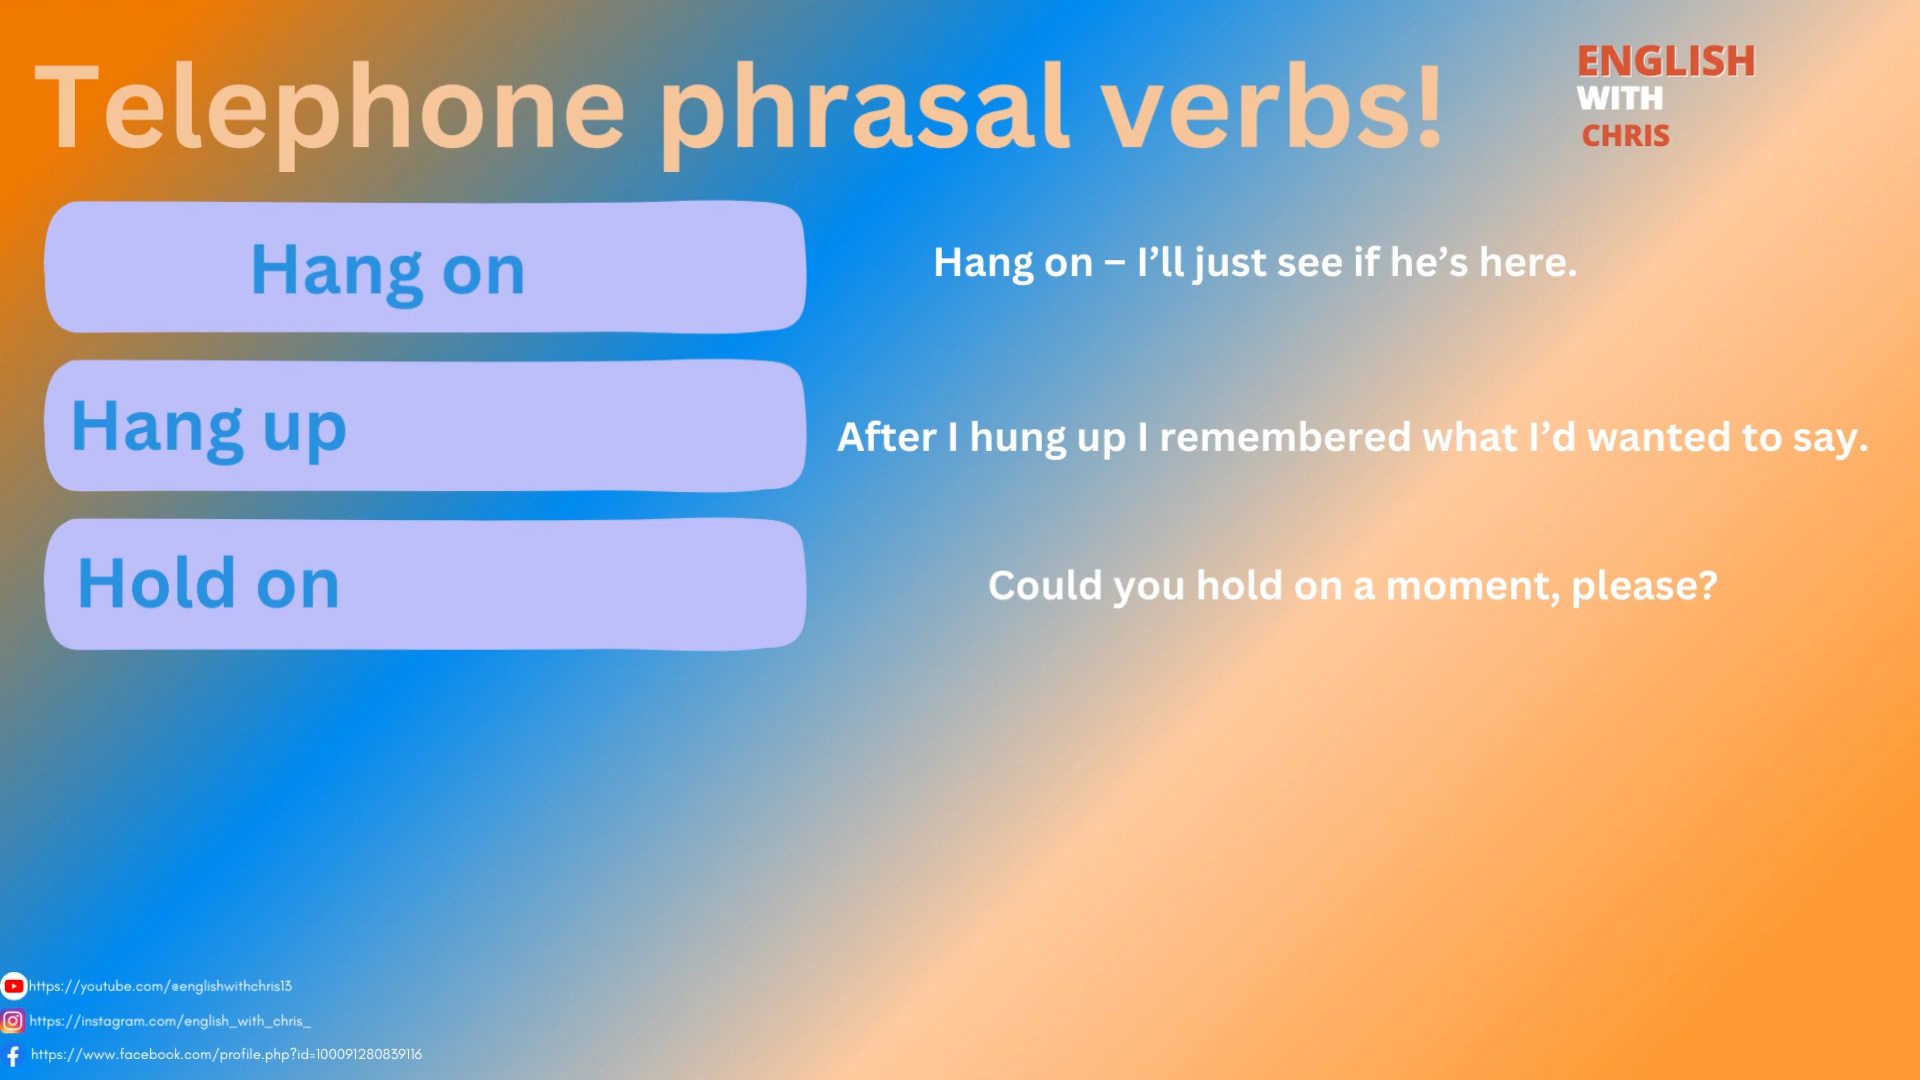 Telephone phrasal verbs!
ENGLISH
WITH
CHRIS
Hang on
Hang on – I’ll just see if he’s here.
Hang up
After I hung up I remembered what I’d wanted to say.
Hold on
Could you hold on a moment, please?
https://youtube.com/@englishwithchris13
https://instagram.com/english_with_chris_
https://www.facebook.com/profile.php?id=100091280839116